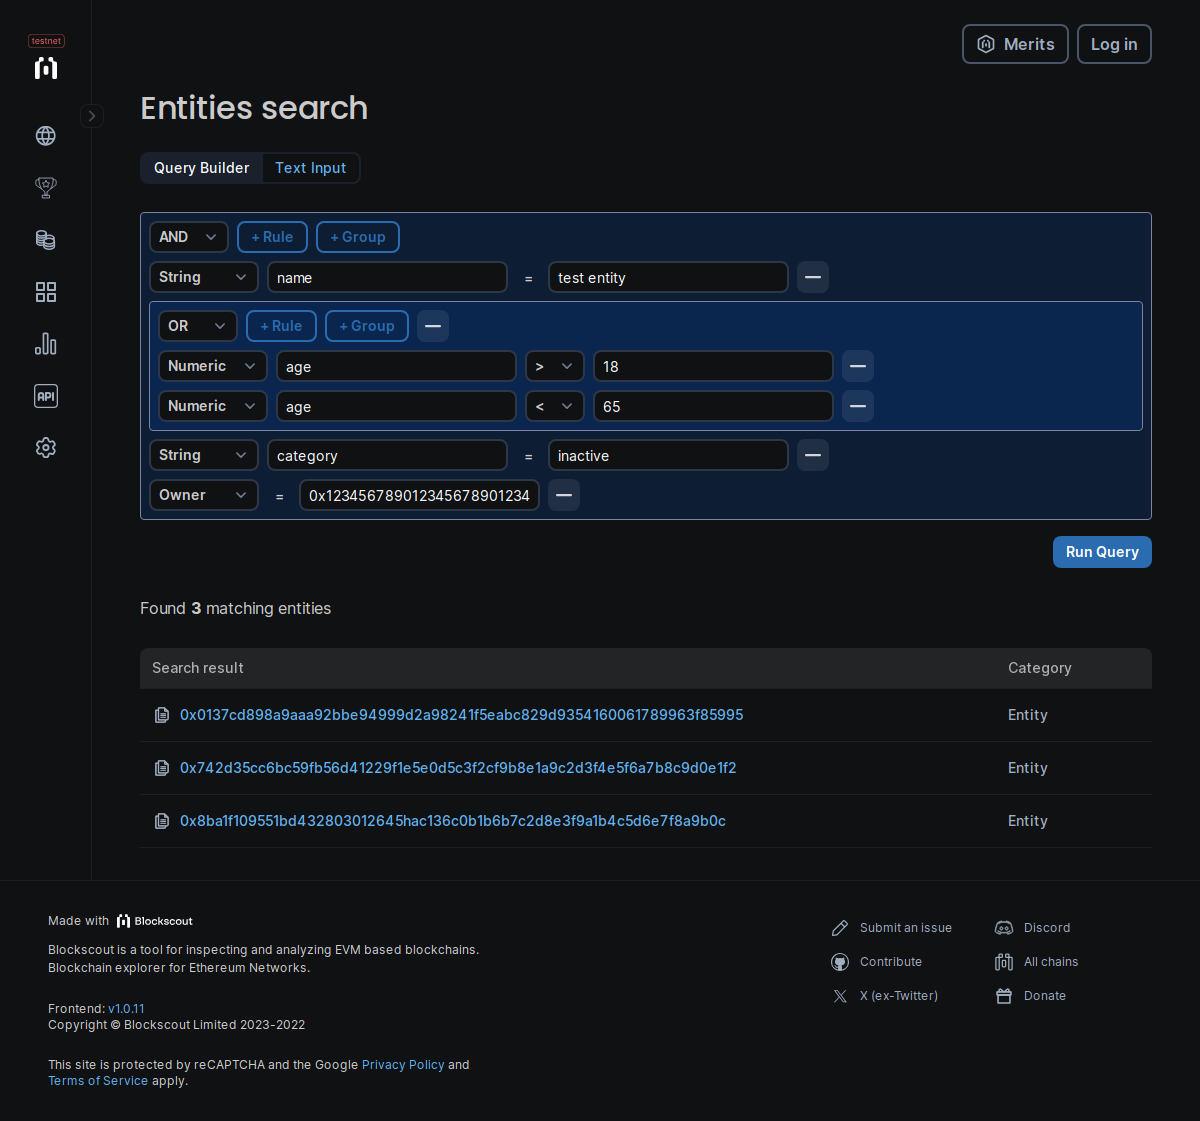 testnet
Merits
Log in
Entities search
Query Builder
Text Input
AND
+ Rule
+ Group
String
name
=
test entity
OR
+ Rule
+ Group
Numeric
age
>
18
Numeric
age
<
65
String
category
=
inactive
Owner
=
0x123456789012345678901234
Run Query
Found 3 matching entities
Search result
Category
0x0137cd898a9aaa92bbe94999d2a98241f5eabc829d9354160061789963f85995
Entity
0x742d35cc6bc59fb56d41229f1e5e0d5c3f2cf9b8e1a9c2d3f4e5f6a7b8c9d0e1f2
Entity
0x8ba1f109551bd432803012645hac136c0b1b6b7c2d8e3f9a1b4c5d6e7f8a9b0c
Entity
API
Made with Blockscout
Blockscout is a tool for inspecting and analyzing EVM based blockchains.
Blockchain explorer for Ethereum Networks.
Frontend: v1.0.11
Copyright © Blockscout Limited 2023-2022
This site is protected by reCAPTCHA and the Google Privacy Policy and
Terms of Service apply.
Submit an issue
Contribute
X (ex-Twitter)
Discord
All chains
Donate